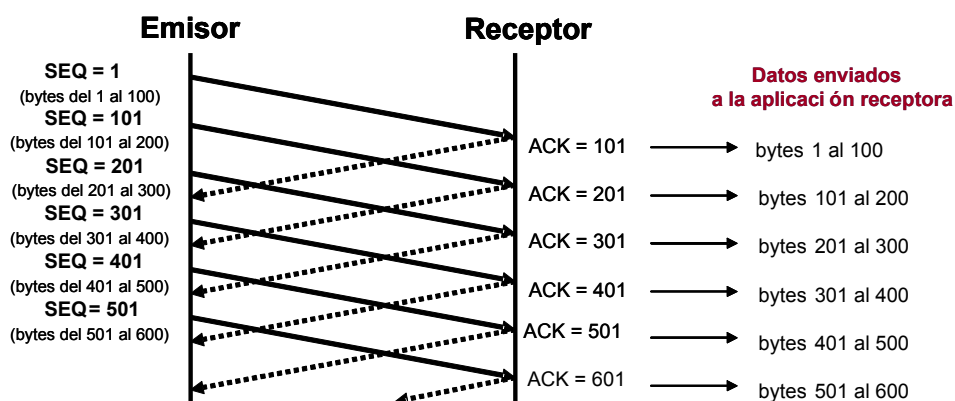 Emisor
Receptor
Datos enviados
a la aplicaci ón receptora
SEQ = 1
(bytes del 1 al 100)
SEQ = 101
(bytes del 101 al 200)
SEQ = 201
(bytes del 201 al 300)
SEQ = 301
(bytes del 301 al 400)
SEQ = 401
(bytes del 401 al 500)
SEQ= 501
(bytes del 501 al 600)
ACK = 101
bytes 1 al 100
ACK = 201
bytes 101 al 200
ACK = 301
bytes 201 al 300
ACK = 401
bytes 301 al 400
ACK = 501
bytes 401 al 500
ACK = 601
bytes 501 al 600